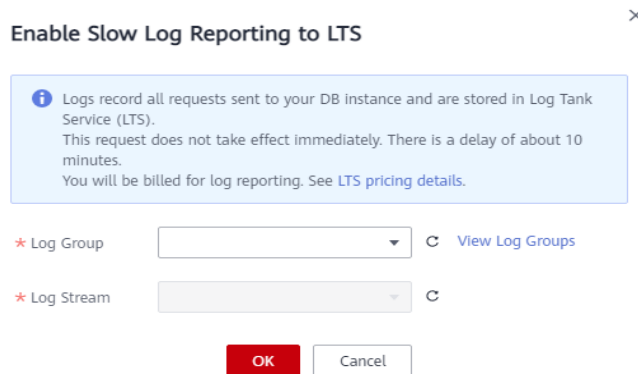 Enable Slow Log Reporting to LTS
Logs record all requests sent to your DB instance and are stored in Log Tank
Service (LTS).
This request does not take effect immediately. There is a delay of about 10
minutes.
You will be billed for log reporting. See LTS pricing details.
* Log Group View Log Groups
* Log Stream
OK Cancel